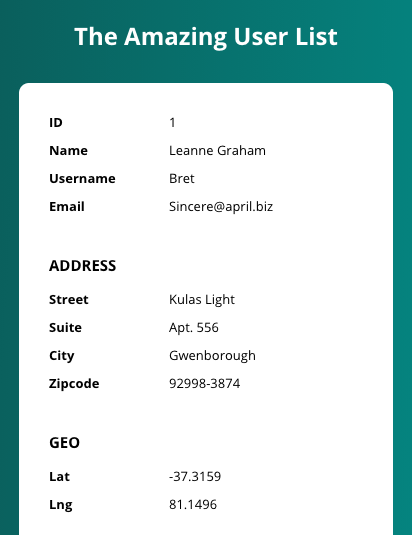 The Amazing User List
ID 1
Name Leanne Graham
Username Bret
Email Sincere@april.biz
ADDRESS
Street Kulas Light
Suite Apt. 556
City Gwenborough
Zipcode 92998-3874
GEO
Lat -37.3159
Lng 81.1496